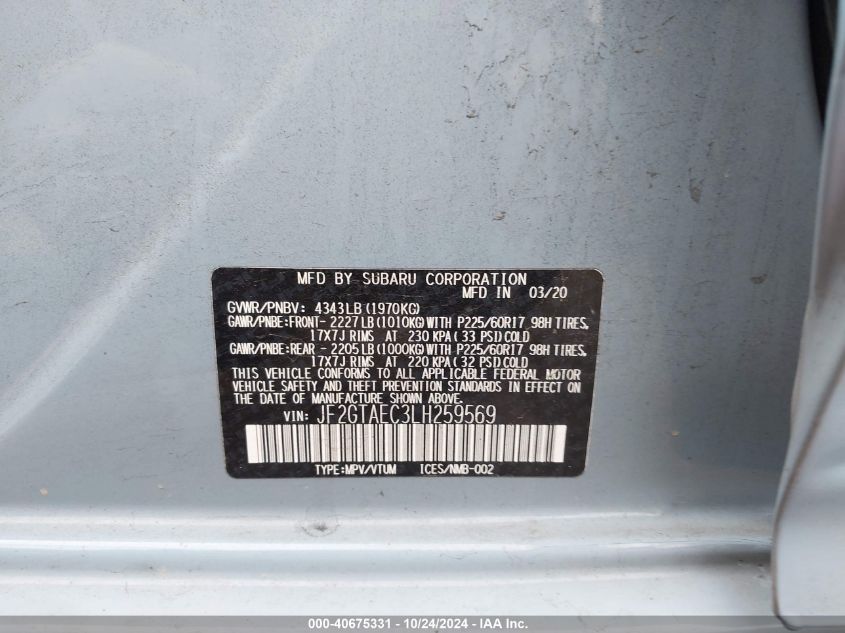 MFD BY SUBARU CORPORATION
MFD IN 03/20
GVWR/PNBV: 4343LB (1970KG)
GAWR/PNBE:FRONT- 2227LB (1010KG) WITH P225/60R17 98H TIRES,
17X7J RIMS AT 230 KPA ( 33 PSI) COLD
GAWR/PNBE:REAR - 2205LB (1000KG) WITH P225/60R17 98H TIRES,
17X7J RIMS AT 220 KPA ( 32 PSI) COLD
THIS VEHICLE CONFORMS TO ALL APPLICABLE FEDERAL MOTOR
VEHICLE SAFETY AND THEFT PREVENTION STANDARDS IN EFFECT ON
THE DATE OF MANUFACTURE SHOWN ABOVE.
VIN: JF2GTAEC3LH259569
TYPE:MPV/VTUM ICES/NMB-002
000-40675331 - 10/24/2024 - IAAI.com